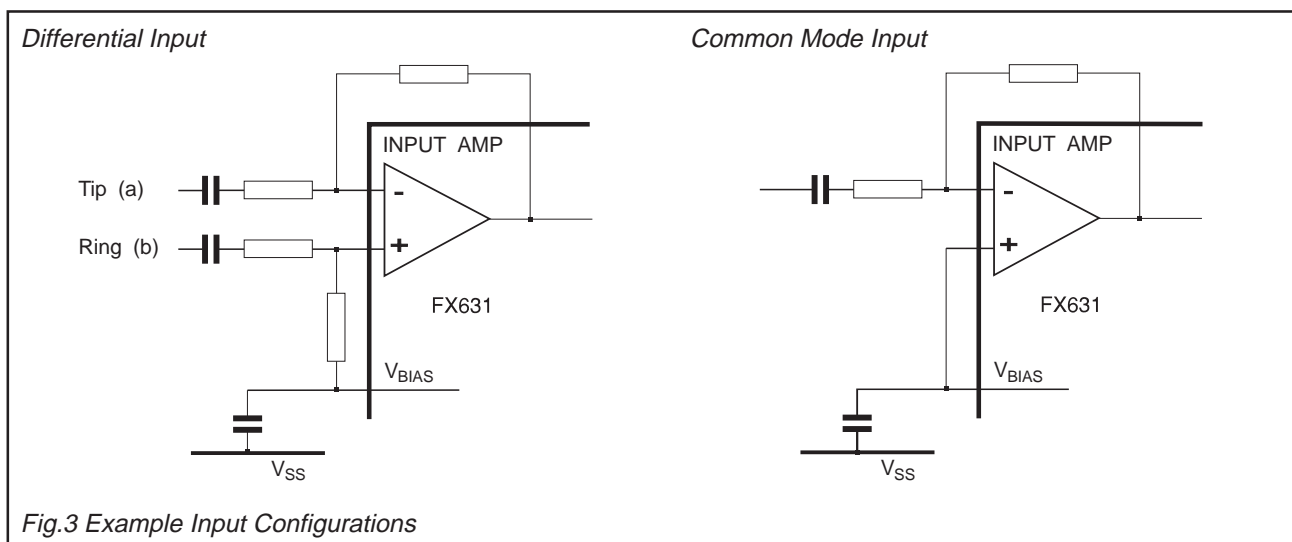 Differential Input
INPUT AMP
Tip (a)
-
Ring (b)
+
FX631
VBIAS
VSS
Common Mode Input
INPUT AMP
-
+
FX631
VBIAS
VSS
Fig.3 Example Input Configurations